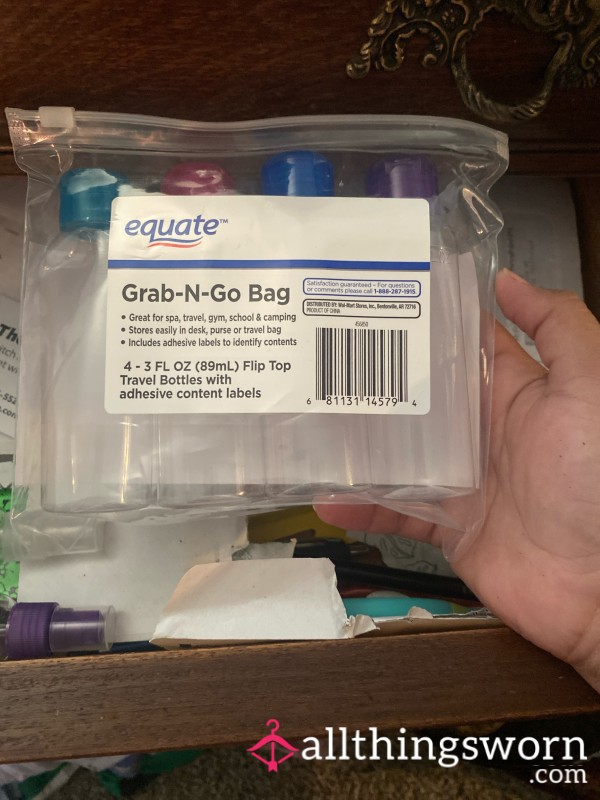 equate™
Grab-N-Go Bag
• Great for spa, travel, gym, school & camping
• Stores easily in desk, purse or travel bag
• Includes adhesive labels to identify contents
4 - 3 FL OZ (89mL) Flip Top
Travel Bottles with
adhesive content labels
Satisfaction guaranteed – For questions
or comments please call 1-888-287-1915.
DISTRIBUTED BY: Wal-Mart Stores, Inc., Bentonville, AR 72716
PRODUCT OF CHINA
456058
6 81131 14579 4
allthingsworn
.com